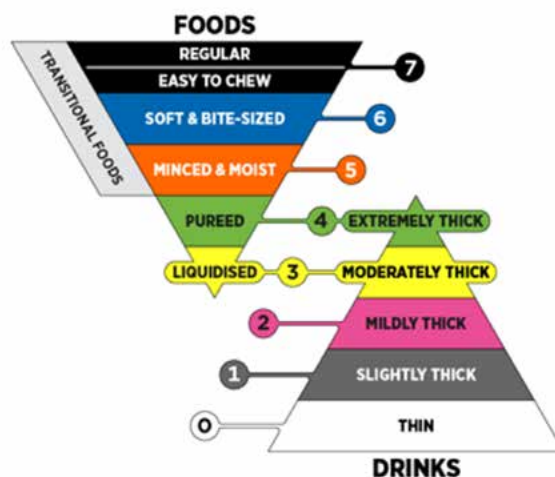 FOODS
REGULAR
EASY TO CHEW
7
TRANSITIONAL FOODS
SOFT & BITE-SIZED
6
MINCED & MOIST
5
PUREED
4
EXTREMELY THICK
LIQUIDISED
3
MODERATELY THICK
2
MILDLY THICK
1
SLIGHTLY THICK
0
THIN
DRINKS